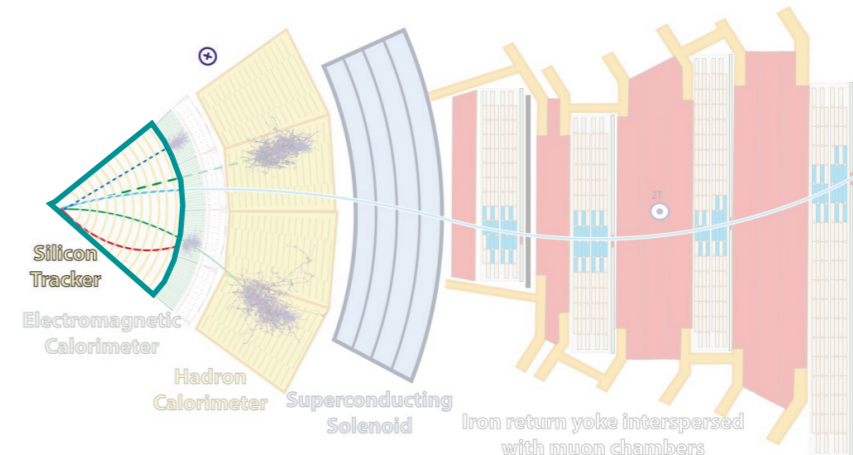 2T
Silicon
Tracker
Electromagnetic
Calorimeter
Hadron
Calorimeter
Superconducting
Solenoid
Iron return yoke interspersed
with muon chambers